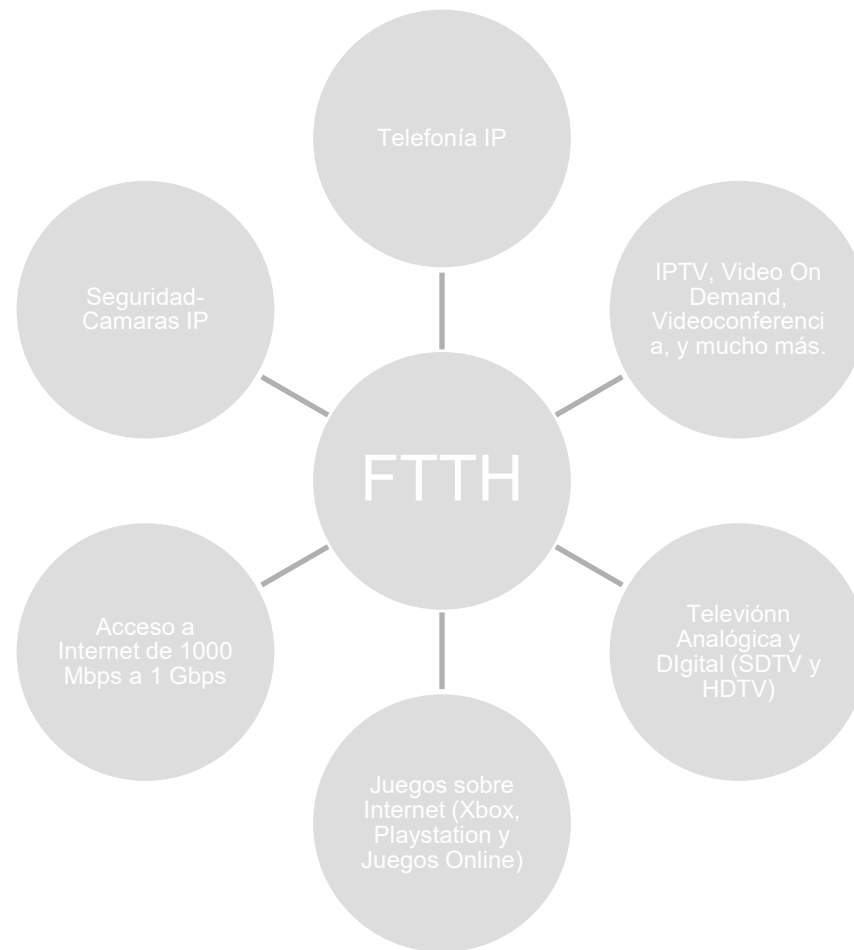 Telefonía IP
IPTV, Video On
Demand,
Videoconferenci
a, y mucho más.
Televiónn
Analógica y
DIgital (SDTV y
HDTV)
Juegos sobre
Internet (Xbox,
Playstation y
Juegos Online)
Acceso a
Internet de 1000
Mbps a 1 Gbps
Seguridad-
Camaras IP
FTTH